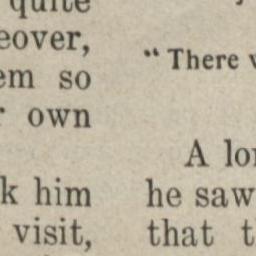 quite
eover,
em so
r own
k him
visit,
"There
A lo
he saw
that t